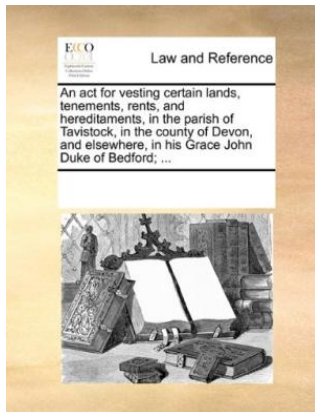 ECCO
Law and Reference
An act for vesting certain lands,
tenements, rents, and
hereditaments, in the parish of
Tavistock, in the county of Devon,
and elsewhere, in his Grace John
Duke of Bedford; ...